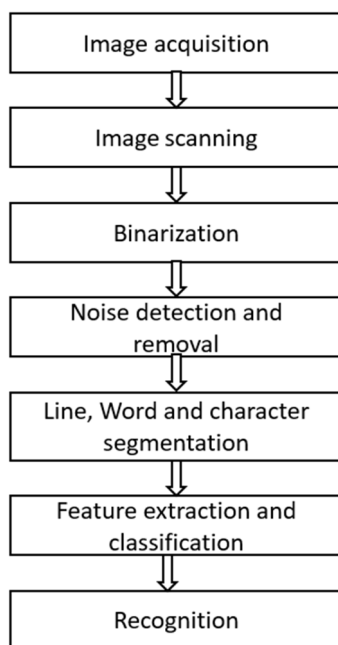 Image acquisition
Image scanning
Binarization
Noise detection and
removal
Line, Word and character
segmentation
Feature extraction and
classification
Recognition